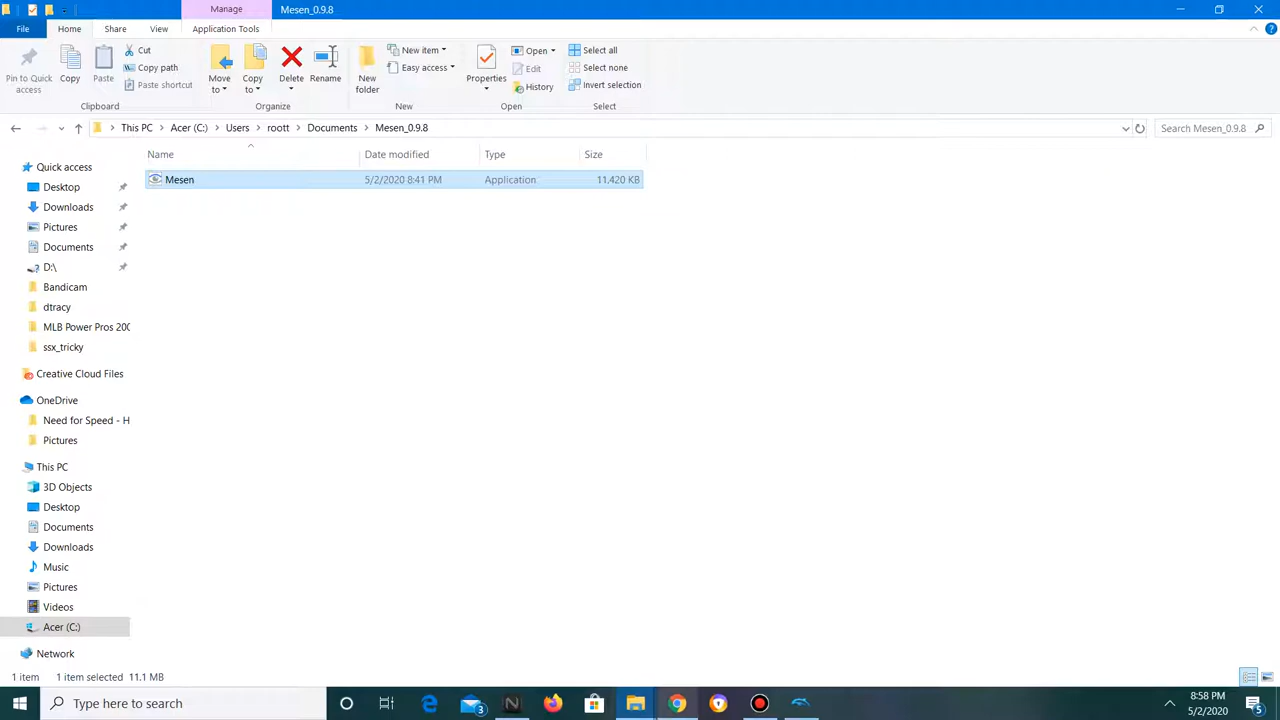 Manage
Mesen_0.9.8
File
Home
Share
View
Application Tools
Pin to Quick access
Copy
Paste
Cut
Copy path
Paste shortcut
Clipboard
Move to
Copy to
Delete
Rename
Organize
New folder
New item
Easy access
New
Properties
Open
Edit
History
Open
Select all
Select none
Invert selection
Select
This PC
Acer (C:)
Users
roott
Documents
Mesen_0.9.8
Search Mesen_0.9.8
Name
Date modified
Type
Size
Mesen
5/2/2020 8:41 PM
Application
11,420 KB
Quick access
Desktop
Downloads
Pictures
Documents
D:\
Bandicam
dtracy
MLB Power Pros 200
ssx_tricky
Creative Cloud Files
OneDrive
Need for Speed - H
Pictures
This PC
3D Objects
Desktop
Documents
Downloads
Music
Pictures
Videos
Acer (C:)
Network
1 item
1 item selected 11.1 MB
Type here to search
3
8:58 PM
5/2/2020
5